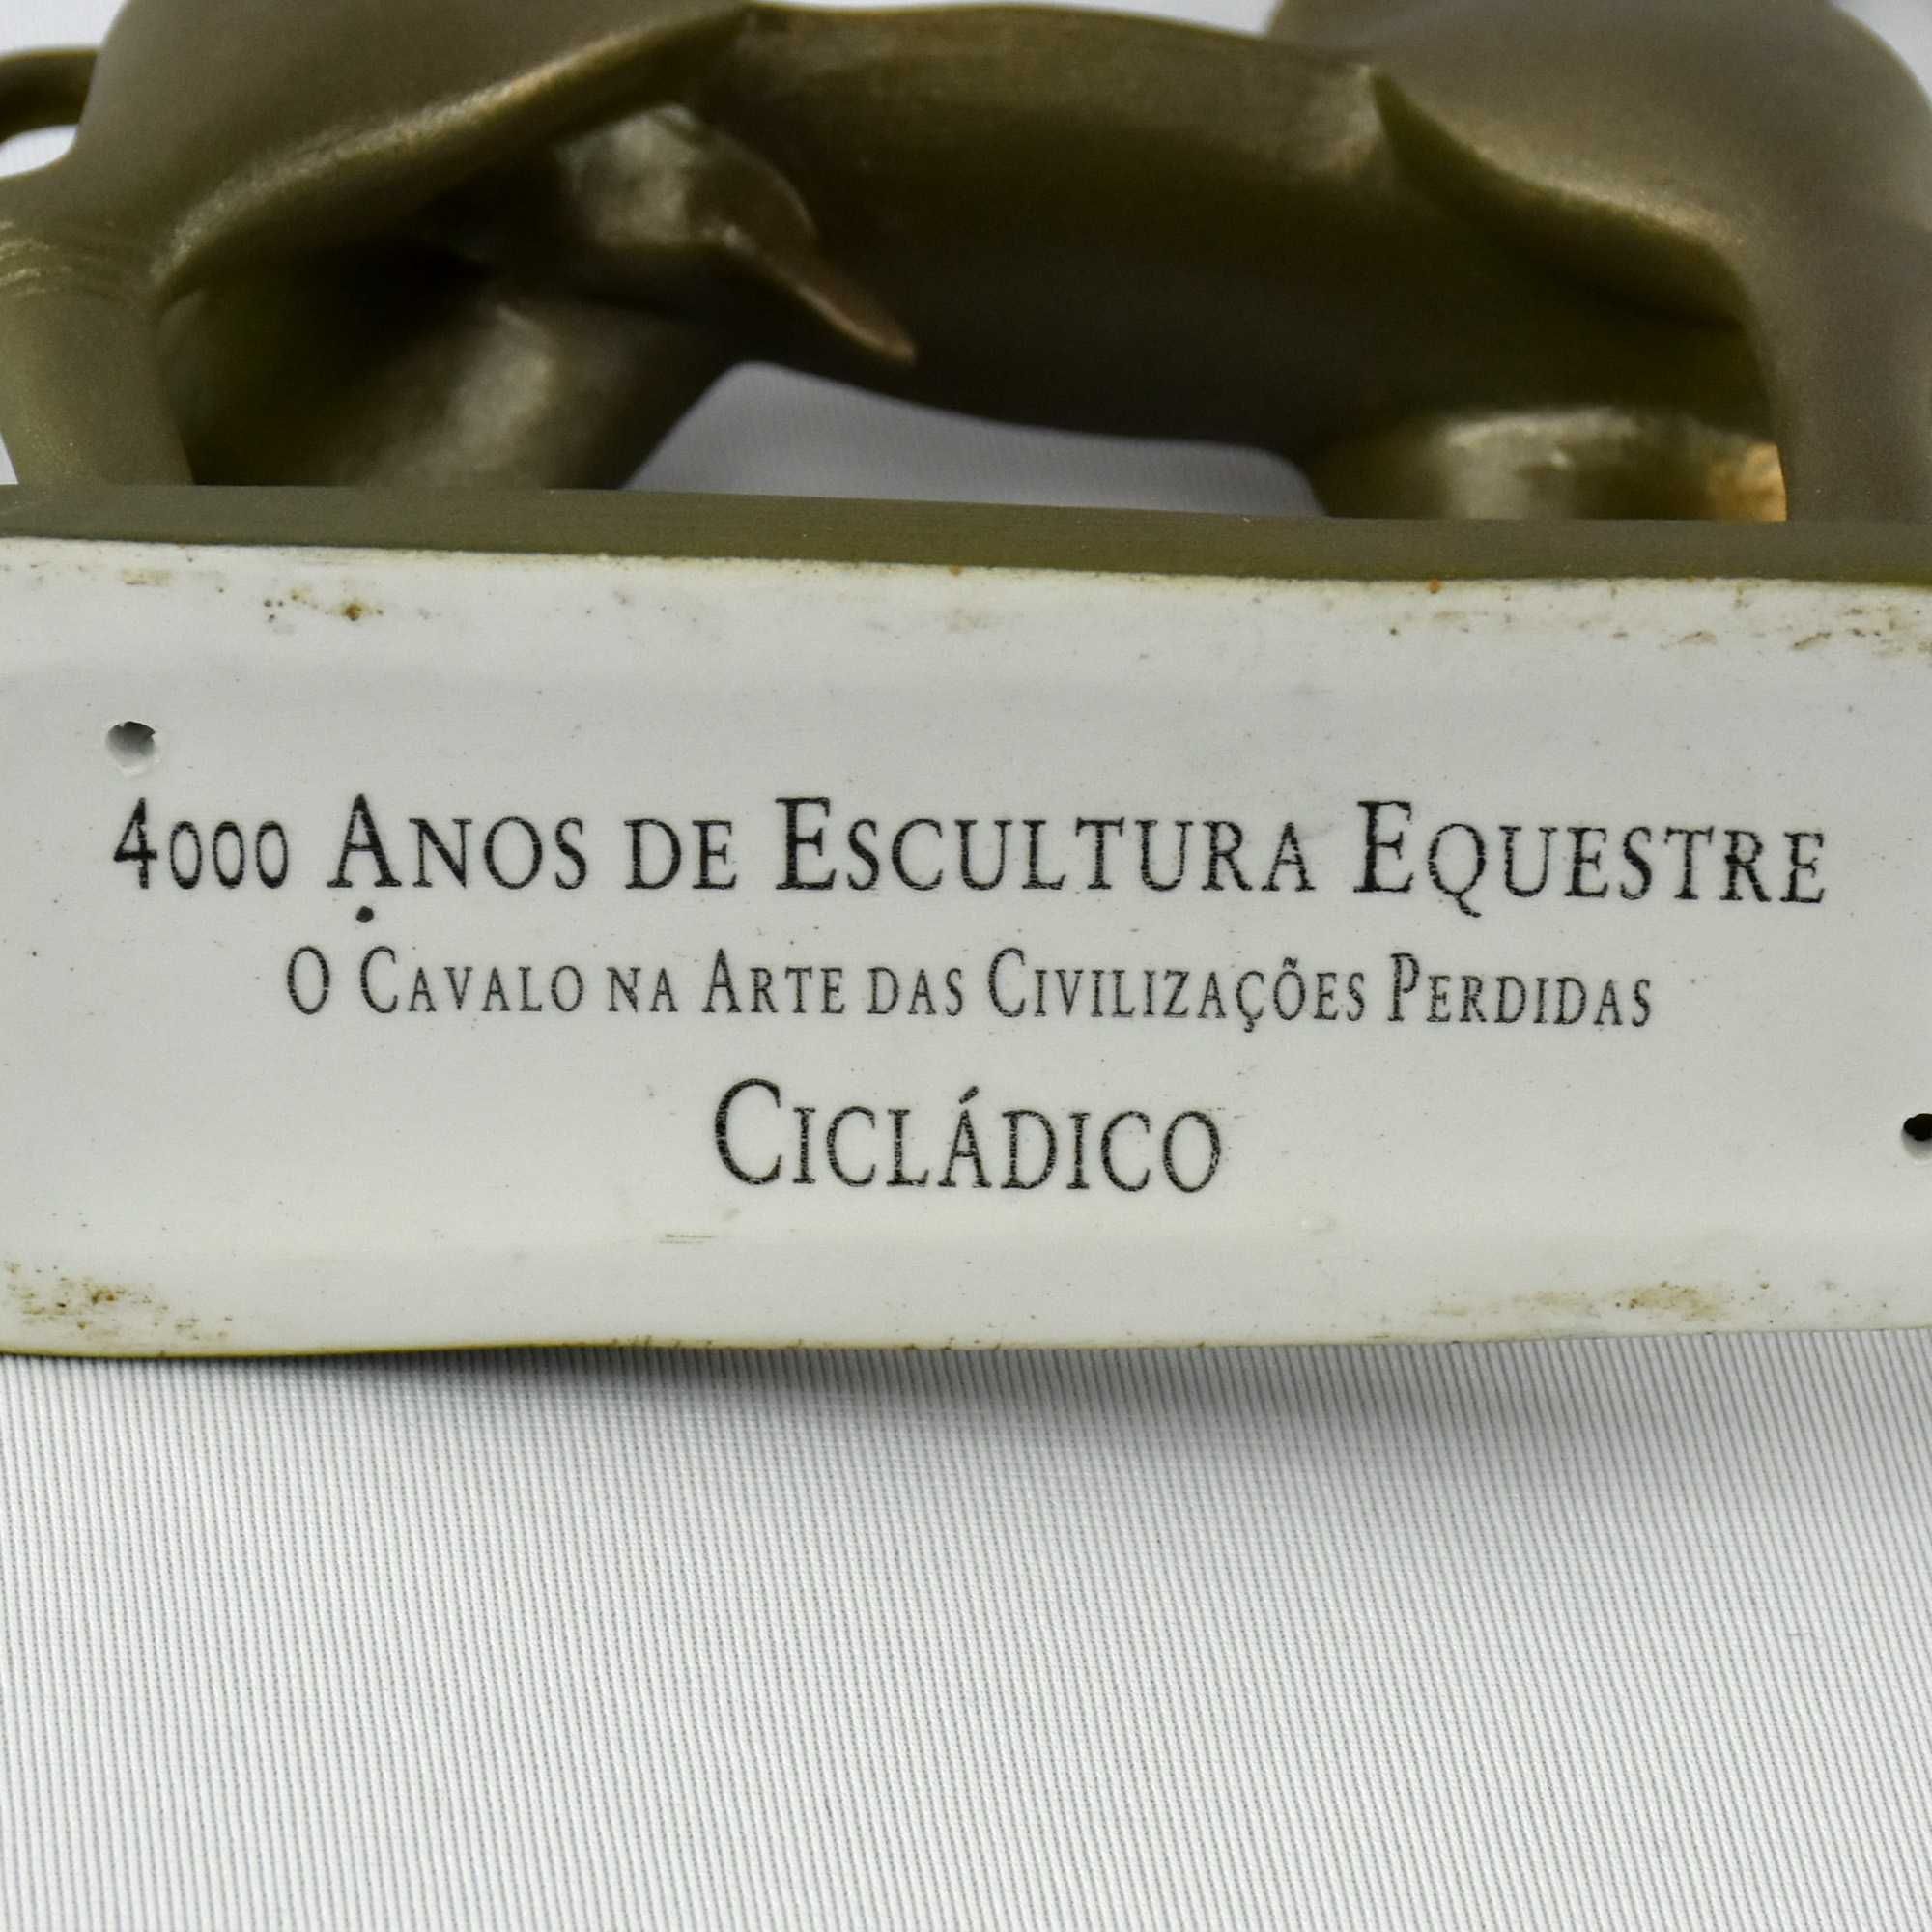 4000 Anos de Escultura Equestre
O Cavalo na Arte das Civilizações Perdidas
Cicládico